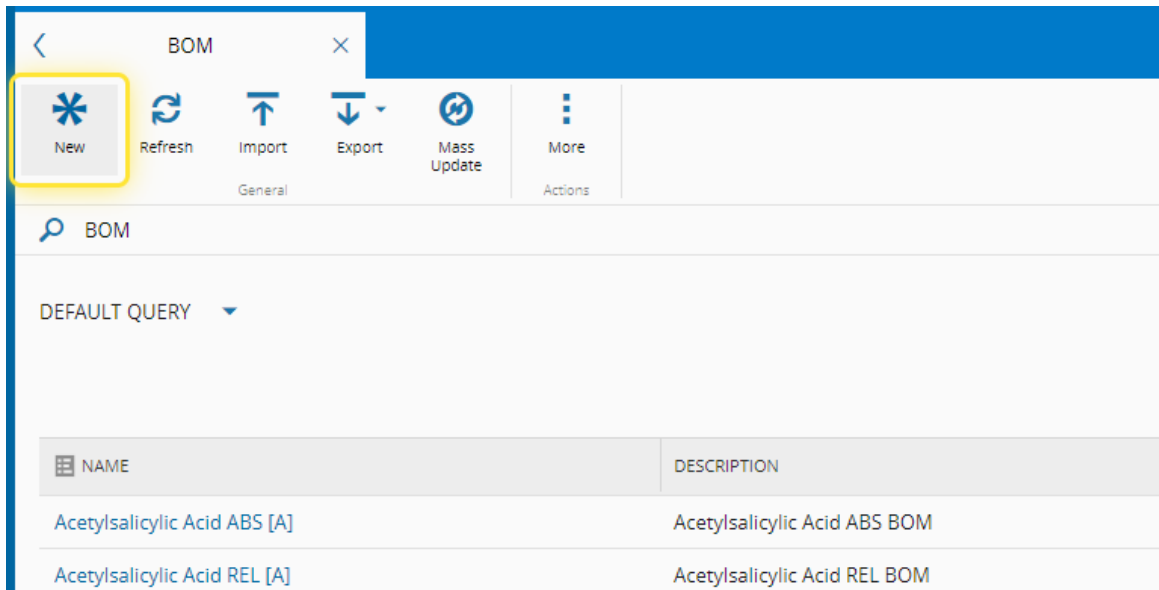 BOM
New
Refresh
Import
Export
Mass
Update
More
General
Actions
BOM
DEFAULT QUERY
NAME
DESCRIPTION
Acetylsalicylic Acid ABS [A]
Acetylsalicylic Acid ABS BOM
Acetylsalicylic Acid REL [A]
Acetylsalicylic Acid REL BOM